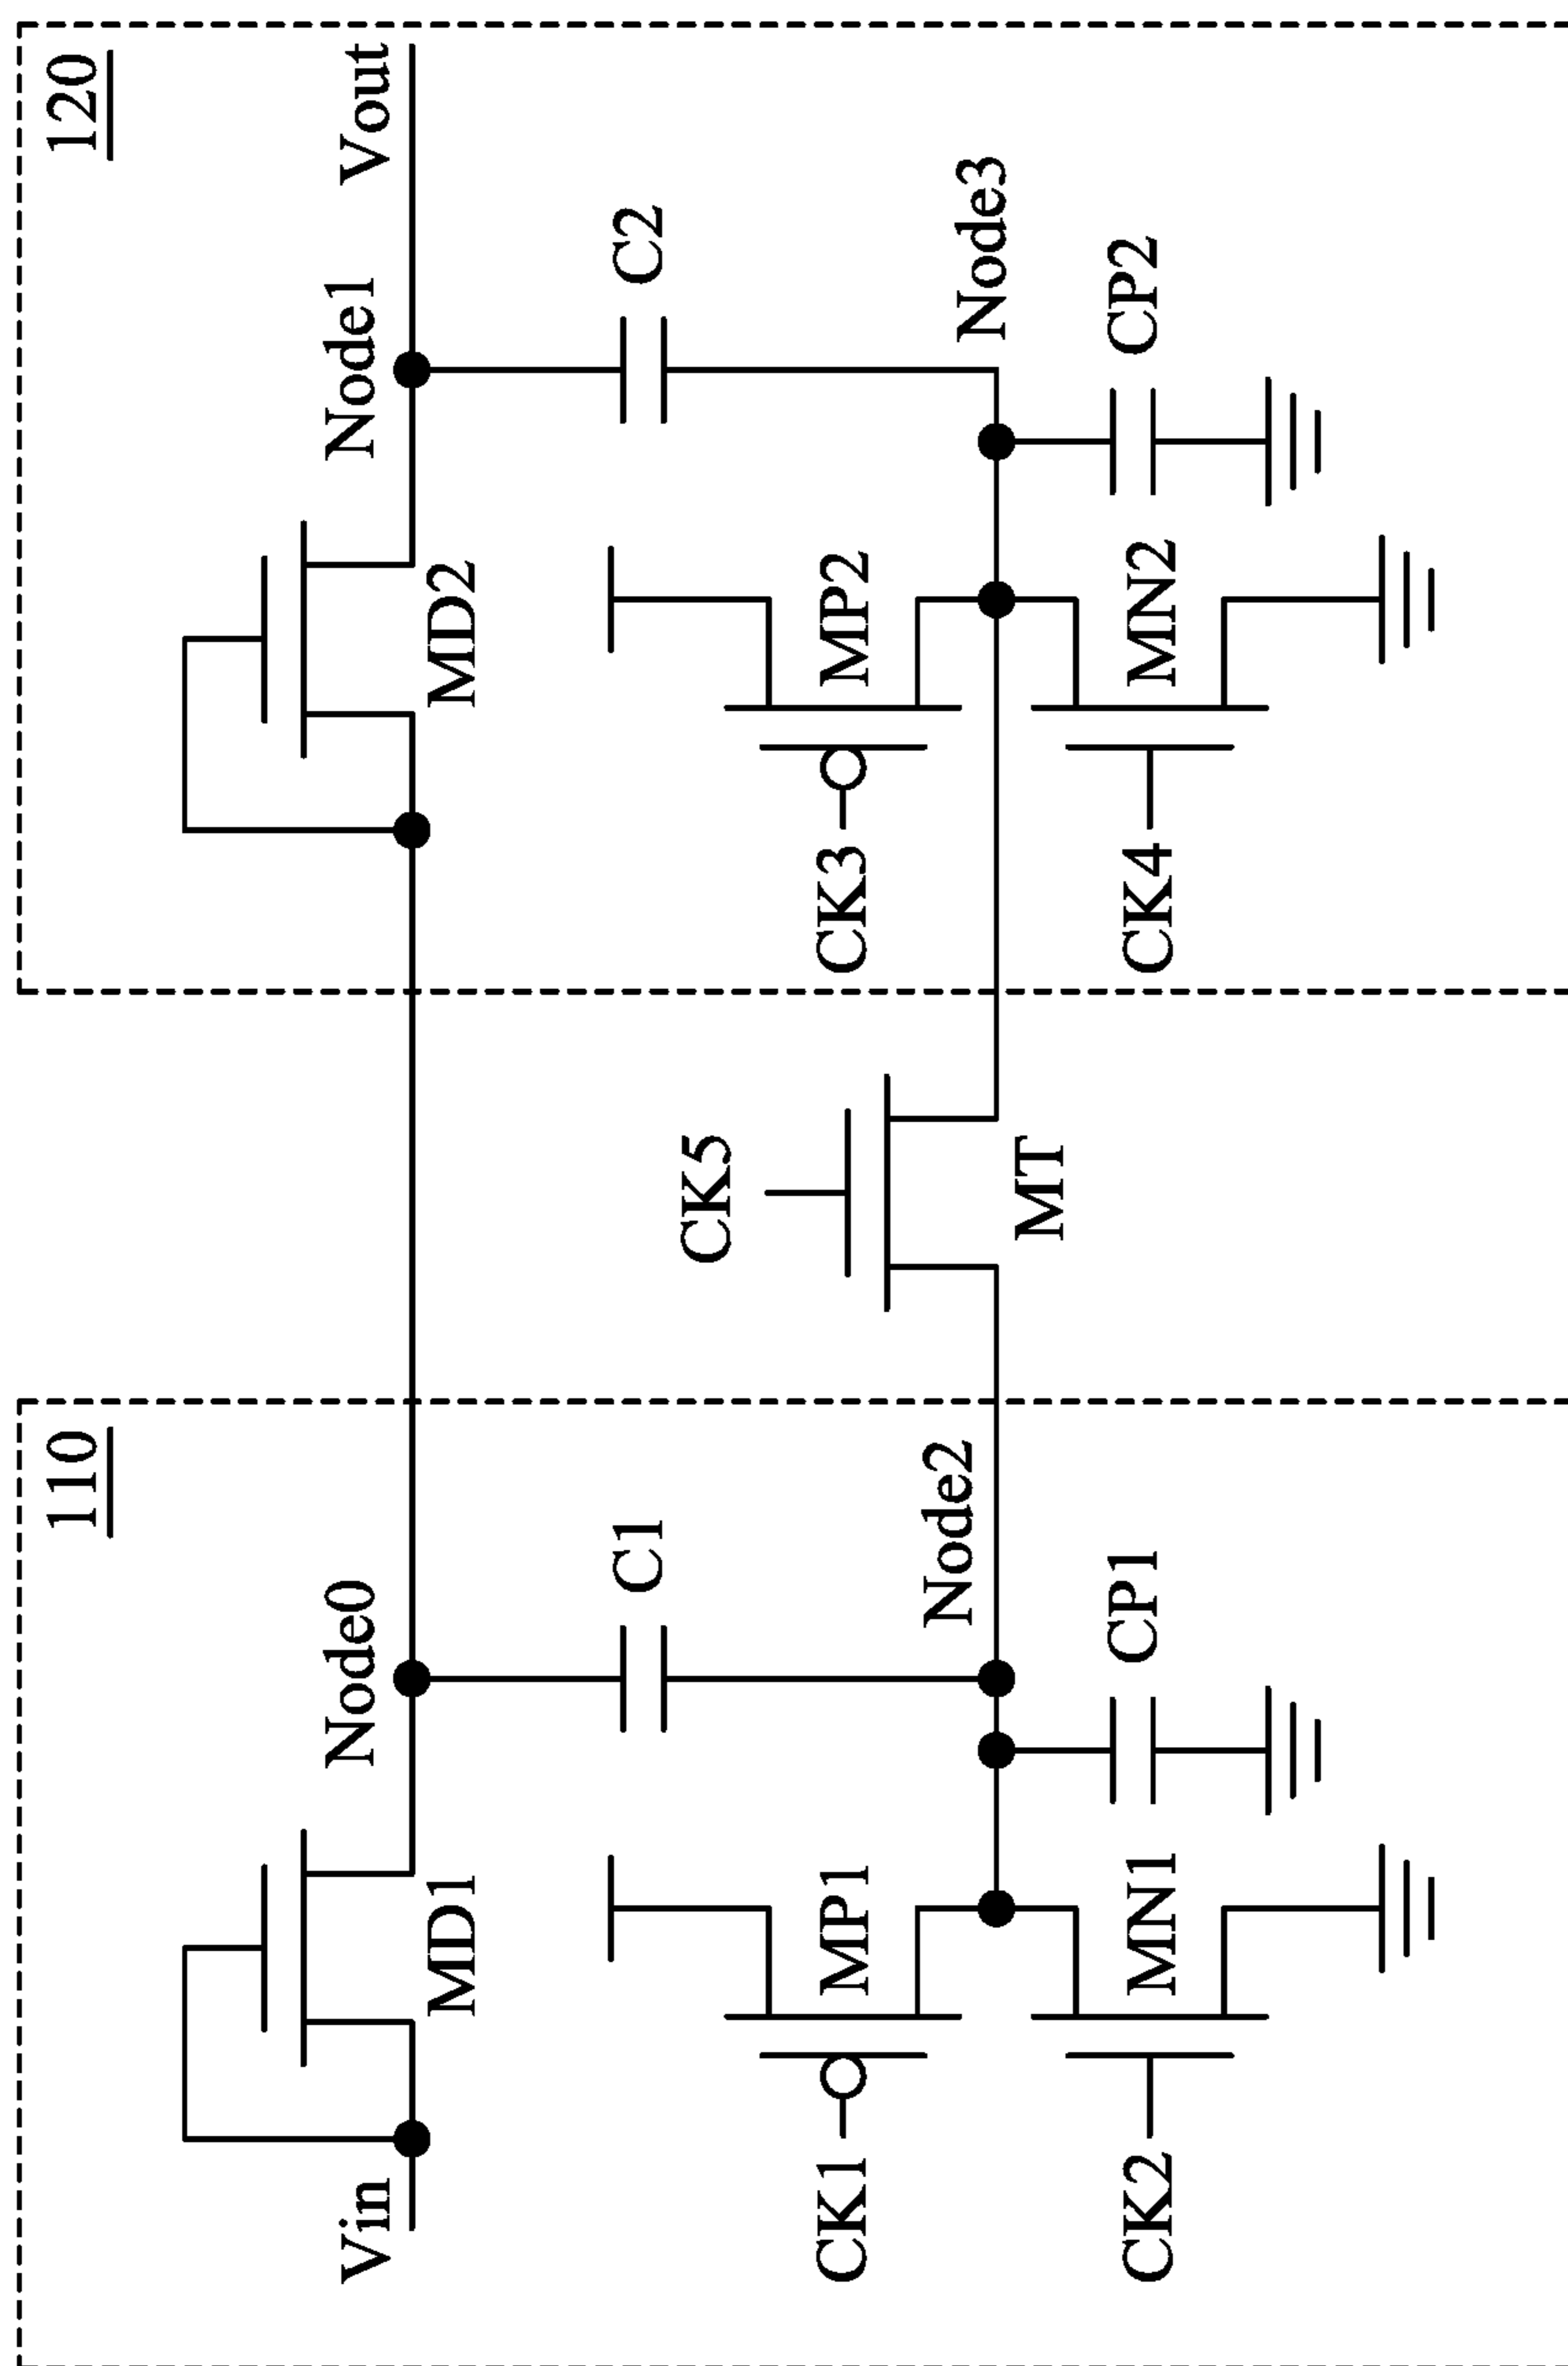 110
120
Vin
MD1
Node0
MD2
Node1
Vout
C1
C2
CK5
CK1
MP1
Node2
MT
CK3
MP2
Node3
CK2
MN1
CP1
CK4
MN2
CP2